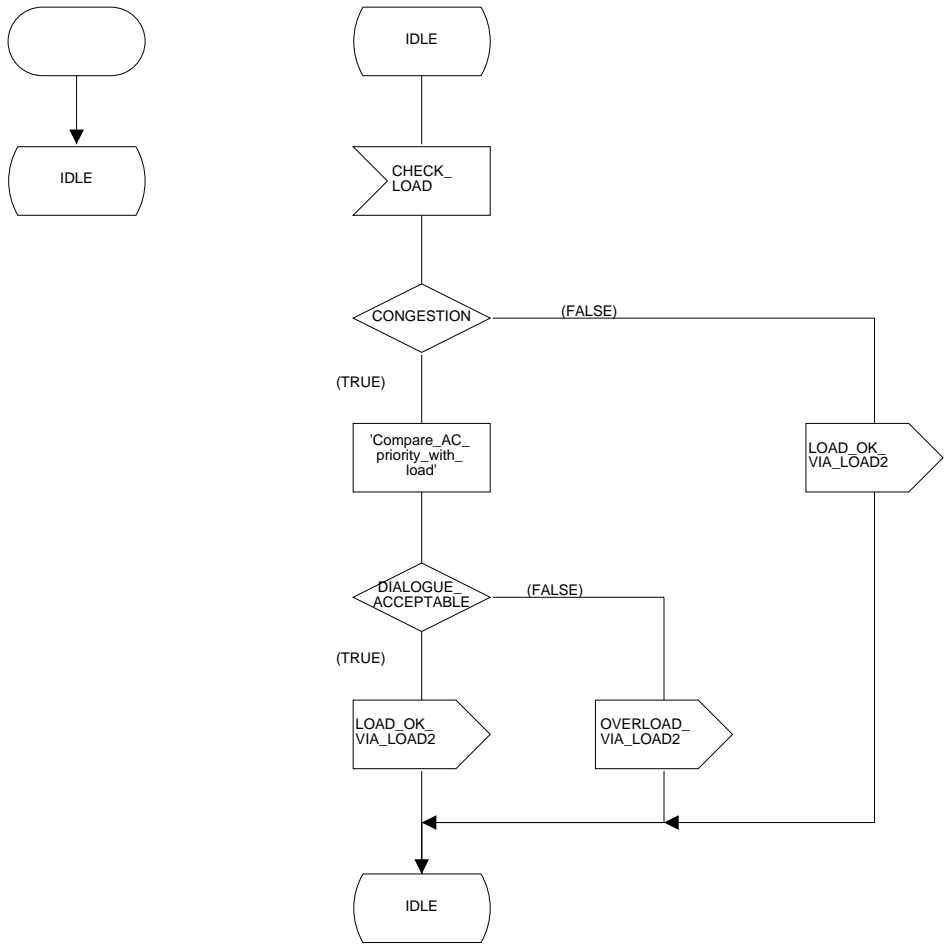 IDLE
IDLE
CHECK_
LOAD
CONGESTION
(FALSE)
(TRUE)
'Compare_AC_
priority_with_
load'
LOAD_OK_
VIA_LOAD2
DIALOGUE_
ACCEPTABLE
(FALSE)
(TRUE)
LOAD_OK_
VIA_LOAD2
OVERLOAD_
VIA_LOAD2
IDLE